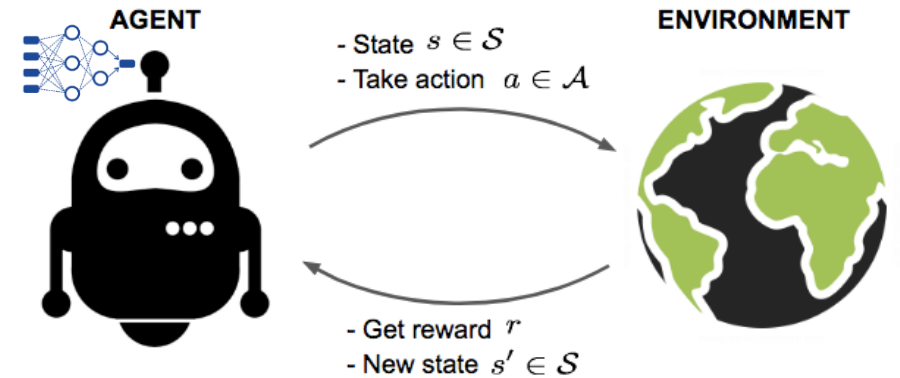 AGENT
ENVIRONMENT
- State s ∈ 𝒮
- Take action a ∈ 𝒜
- Get reward r
- New state s′ ∈ 𝒮